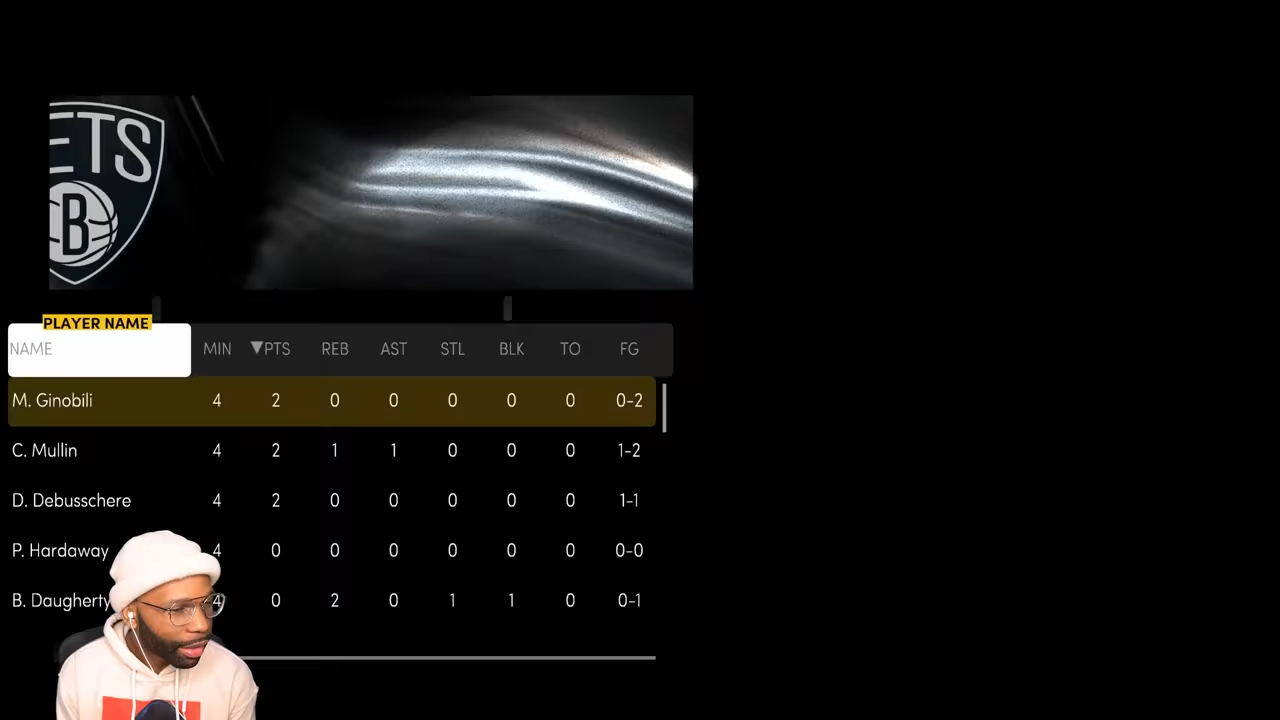 ETS
B
PLAYER NAME
NAME MIN ▼PTS REB AST STL BLK TO FG
M. Ginobili 4 2 0 0 0 0 0 0-2
C. Mullin 4 2 1 1 0 0 0 1-2
D. Debusschere 4 2 0 0 0 0 0 1-1
P. Hardaway 4 0 0 0 0 0 0 0-0
B. Daugherty 4 0 2 0 1 1 0 0-1